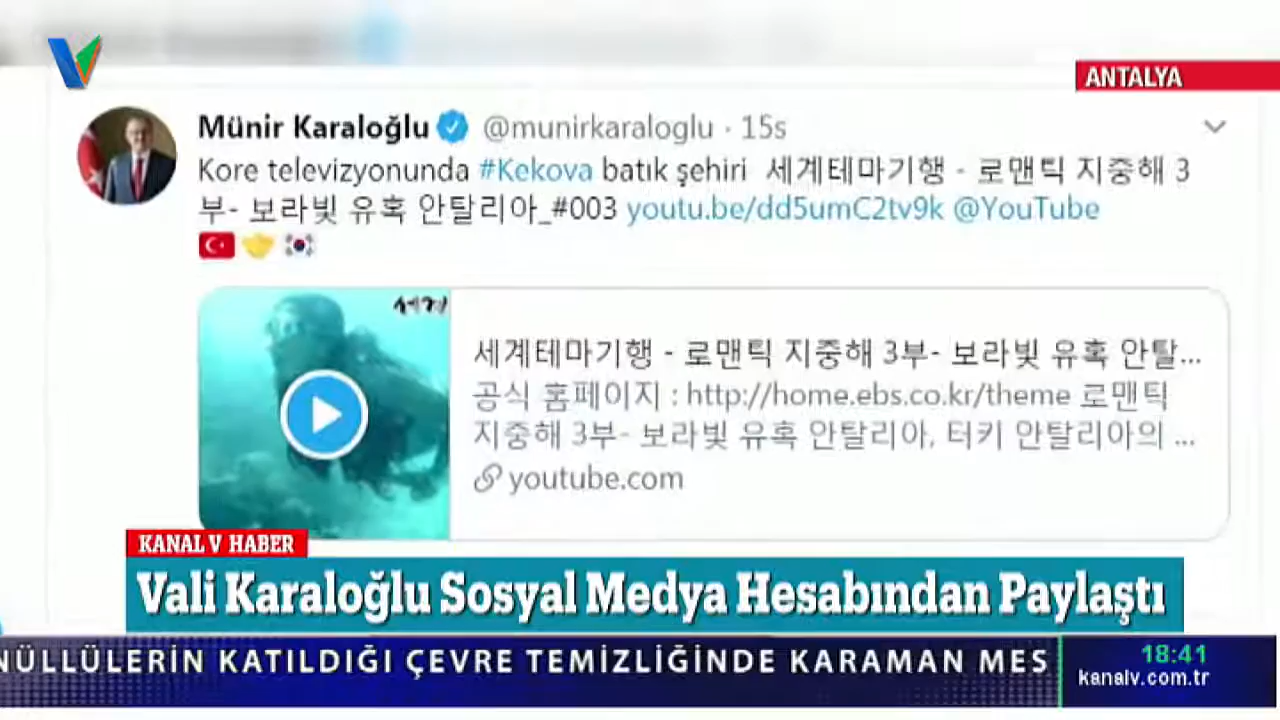 ANTALYA
Münir Karaloğlu @munirkaraloglu · 15s
Kore televizyonunda #Kekova batık şehiri 세계테마기행 - 로맨틱 지중해 3
부- 보라빛 유혹 안탈리아_#003 youtu.be/dd5umC2tv9k @YouTube
세계테마기행 - 로맨틱 지중해 3부- 보라빛 유혹 안탈...
공식 홈페이지 : http://home.ebs.co.kr/theme 로맨틱
지중해 3부- 보라빛 유혹 안탈리아, 터키 안탈리아의 ...
youtube.com
KANAL V HABER
Vali Karaloğlu Sosyal Medya Hesabından Paylaştı
NÜLLÜLERİN KATILDIĞI ÇEVRE TEMİZLİĞİNDE KARAMAN MES
18:41
kanalv.com.tr